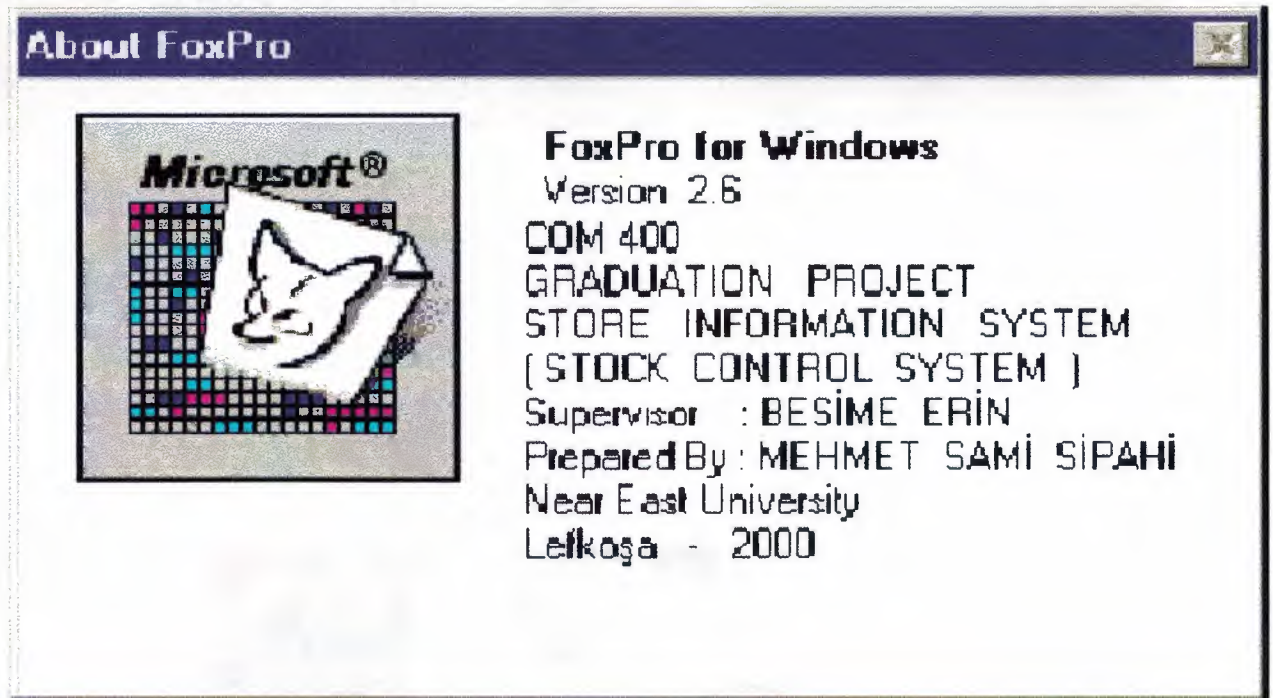 About FoxPro
Microsoft®
FoxPro for Windows
Version 2.6
COM 400
GRADUATION PROJECT
STORE INFORMATION SYSTEM
( STOCK CONTROL SYSTEM )
Supervisor : BESİME ERİN
Prepared By : MEHMET SAMİ SİPAHİ
Near East University
Lefkoşa - 2000